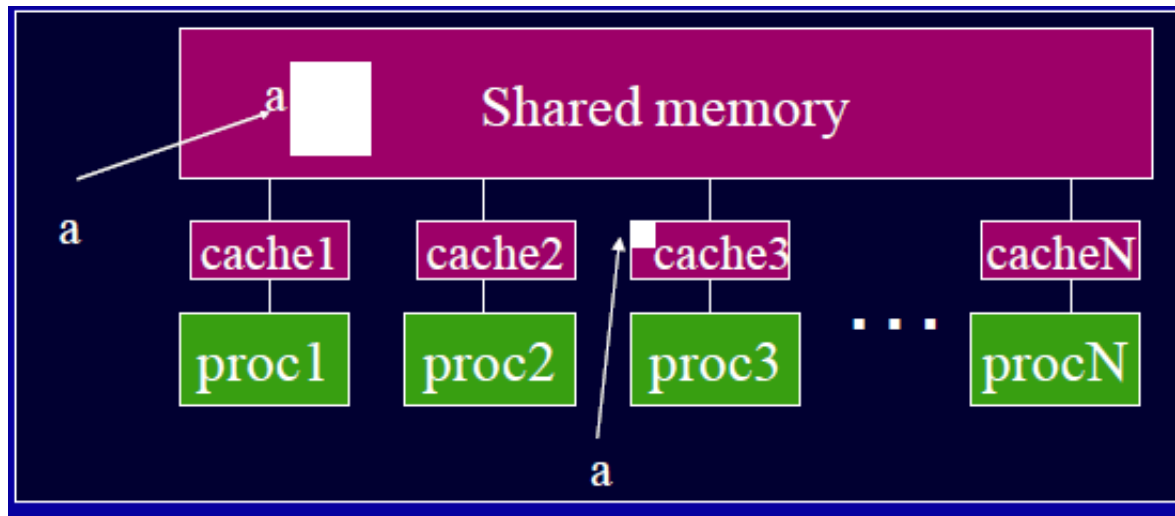 a
Shared memory
a
cache1 cache2 cache3 cacheN
proc1 proc2 proc3 ... procN
a